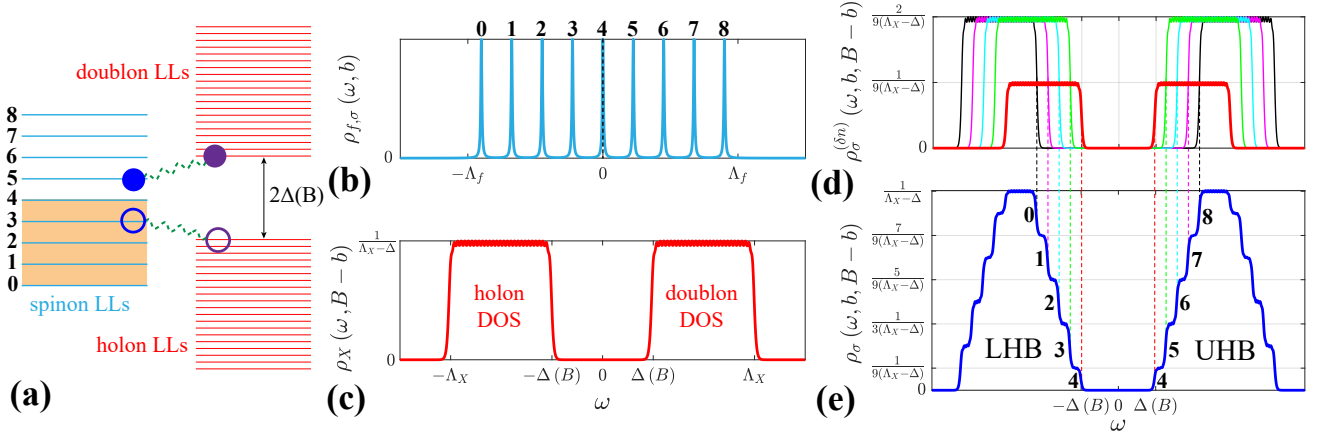 (a)
doublon LLs
8
7
6
5
4
3
2
1
0
2Δ(B)
spinon LLs
holon LLs
(b)
ρ_{f,σ} (ω, b)
0 1 2 3 4 5 6 7 8
0
−Λ_f 0 Λ_f
(c)
ρ_X (ω, B − b)
1/(Λ_X−Δ)
0
holon
DOS
doublon
DOS
−Λ_X −Δ (B) 0 Δ (B) Λ_X
ω
(d)
ρ_σ^{(δn)} (ω, b, B − b)
2/9(Λ_X−Δ)
1/9(Λ_X−Δ)
0
(e)
ρ_σ (ω, b, B − b)
1/(Λ_X−Δ)
7/9(Λ_X−Δ)
5/9(Λ_X−Δ)
1/3(Λ_X−Δ)
1/9(Λ_X−Δ)
0
0 8
1 7
2 6
LHB 3 5 UHB
4 4
−Δ (B) 0 Δ (B)
ω